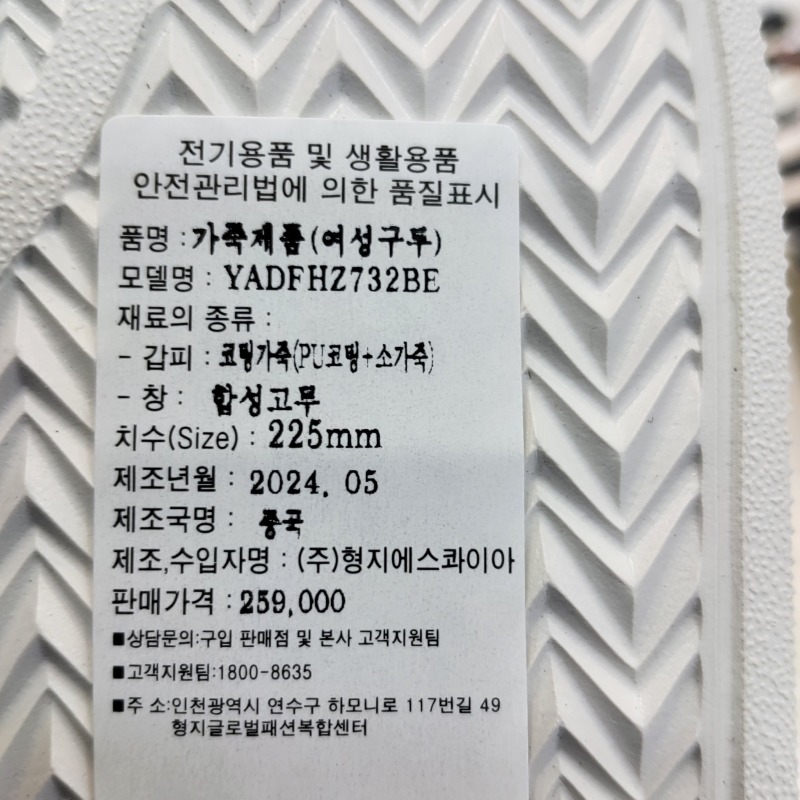 전기용품 및 생활용품
안전관리법에 의한 품질표시
품명 : 가죽제품(여성구두)
모델명 : YADFHZ732BE
재료의 종류 :
- 갑피 : 코팅가죽(PU코팅+소가죽)
- 창 : 합성고무
치수(Size) : 225mm
제조년월 : 2024. 05
제조국명 : 중국
제조,수입자명 : (주)형지에스콰이아
판매가격 : 259,000
■상담문의:구입 판매점 및 본사 고객지원팀
■고객지원팀:1800-8635
■주 소:인천광역시 연수구 하모니로 117번길 49
형지글로벌패션복합센터